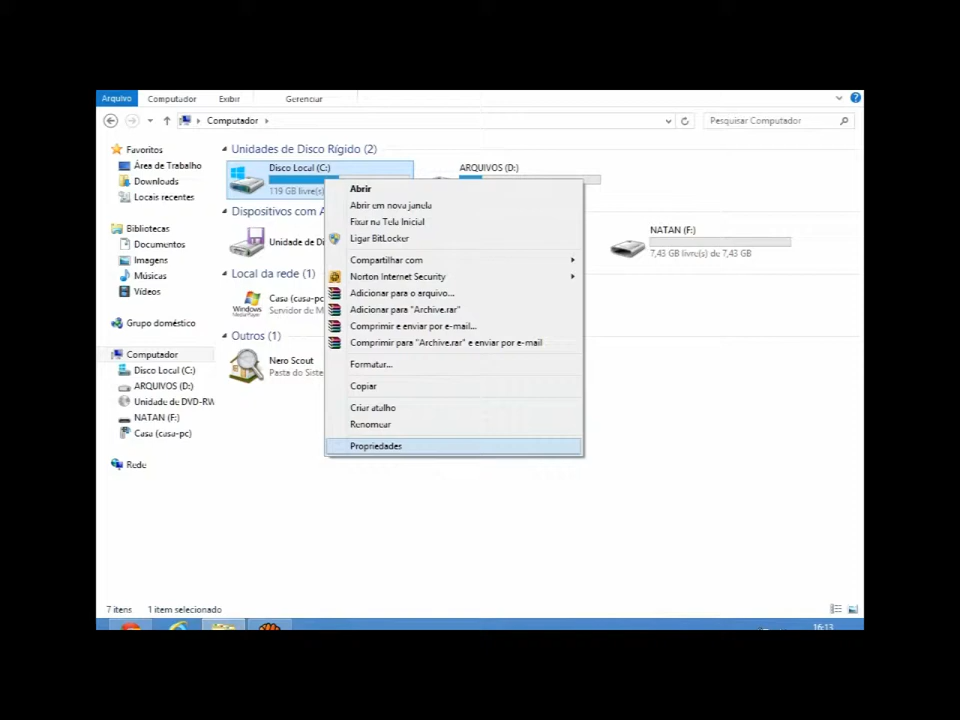 Arquivo Computador Exibir Gerenciar
Computador
Pesquisar Computador
Favoritos
Área de Trabalho
Downloads
Locais recentes
Bibliotecas
Documentos
Imagens
Músicas
Vídeos
Grupo doméstico
Computador
Disco Local (C:)
ARQUIVOS (D:)
Unidade de DVD-RW
NATAN (F:)
Casa (casa-pc)
Rede
Unidades de Disco Rígido (2)
Disco Local (C:)
119 GB livre(s)
ARQUIVOS (D:)
Dispositivos com
Unidade de
NATAN (F:)
7,43 GB livre(s) de 7,43 GB
Local da rede (1)
Casa (casa-pc
Servidor de
Windows
Media Player
Outros (1)
Nero Scout
Pasta do
Abrir
Abrir em nova janela
Fixar na Tela Inicial
Ligar BitLocker
Compartilhar com
Norton Internet Security
Adicionar para o arquivo...
Adicionar para "Archive.rar"
Comprimir e enviar por e-mail...
Comprimir para "Archive.rar" e enviar por e-mail
Formatar...
Copiar
Criar atalho
Renomear
Propriedades
7 itens 1 item selecionado
16:13